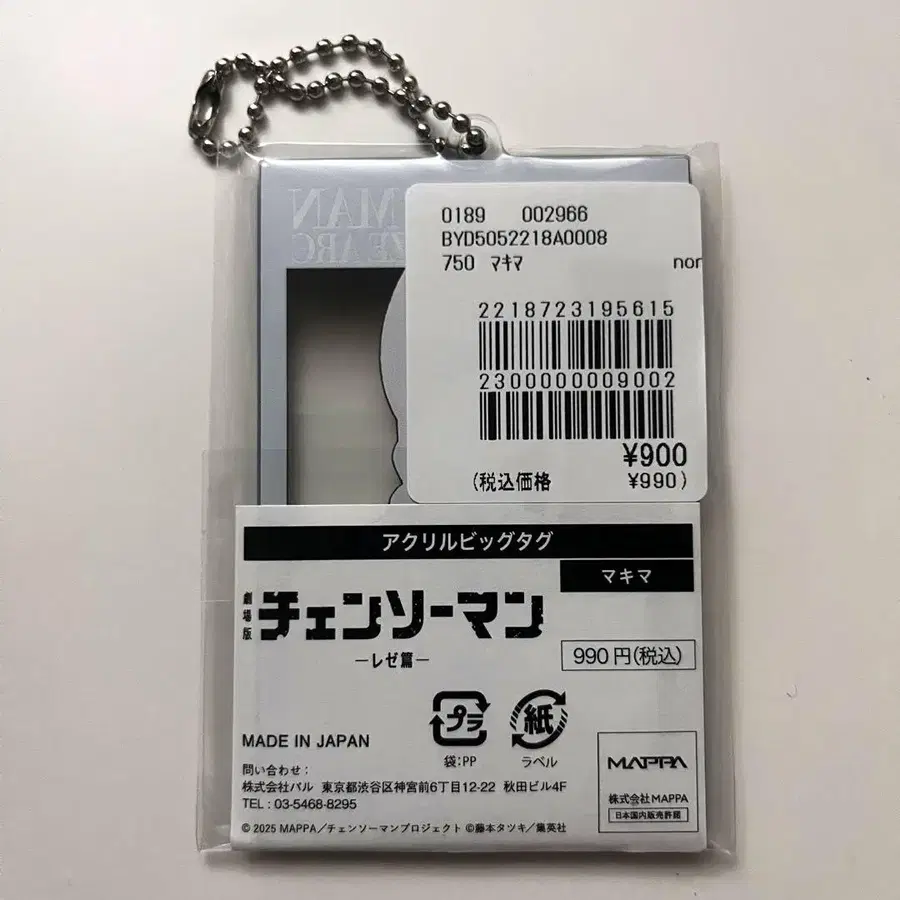 MAN
ZE ARC
0189 002966
BYD5052218A0008
750 マキマ nor
2218723195615
2300000009002
¥900
(税込価格 ¥990)
アクリルビッグタグ
マキマ
劇場版
チェンソーマン
ーレゼ篇ー
990円(税込)
プラ
袋:PP
紙
ラベル
MADE IN JAPAN
問い合わせ:
株式会社バル 東京都渋谷区神宮前6丁目12-22 秋田ビル4F
TEL : 03-5468-8295
© 2025 MAPPA/チェンソーマンプロジェクト ©藤本タツキ/集英社
MAPPA
株式会社MAPPA
日本国内販売許諾